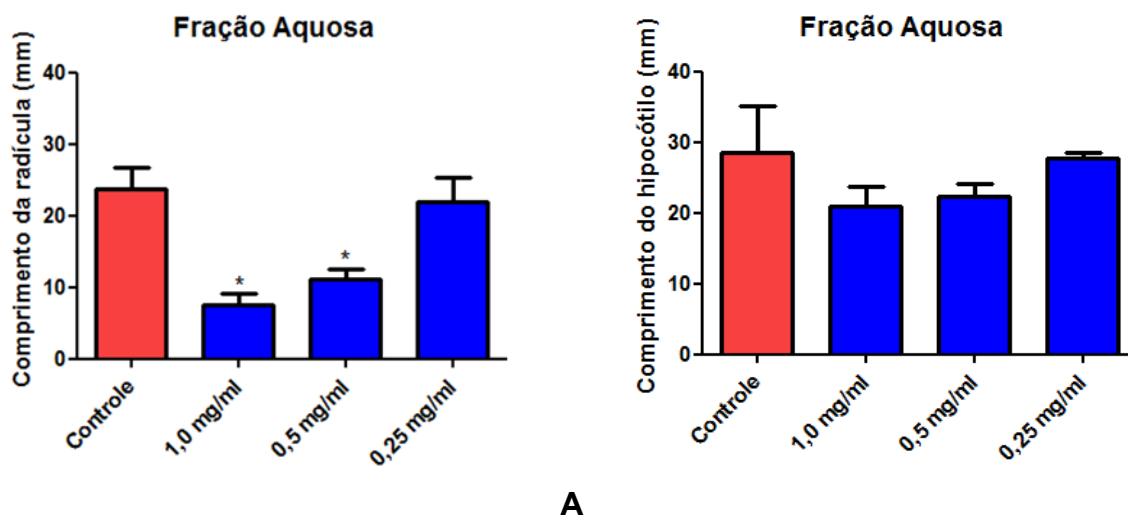 Fração Aquosa
Comprimento da radícula (mm)
40
30
20
10
0
*
*
Controle
1,0 mg/ml
0,5 mg/ml
0,25 mg/ml
Fração Aquosa
Comprimento do hipocótilo (mm)
40
30
20
10
0
Controle
1,0 mg/ml
0,5 mg/ml
0,25 mg/ml
A